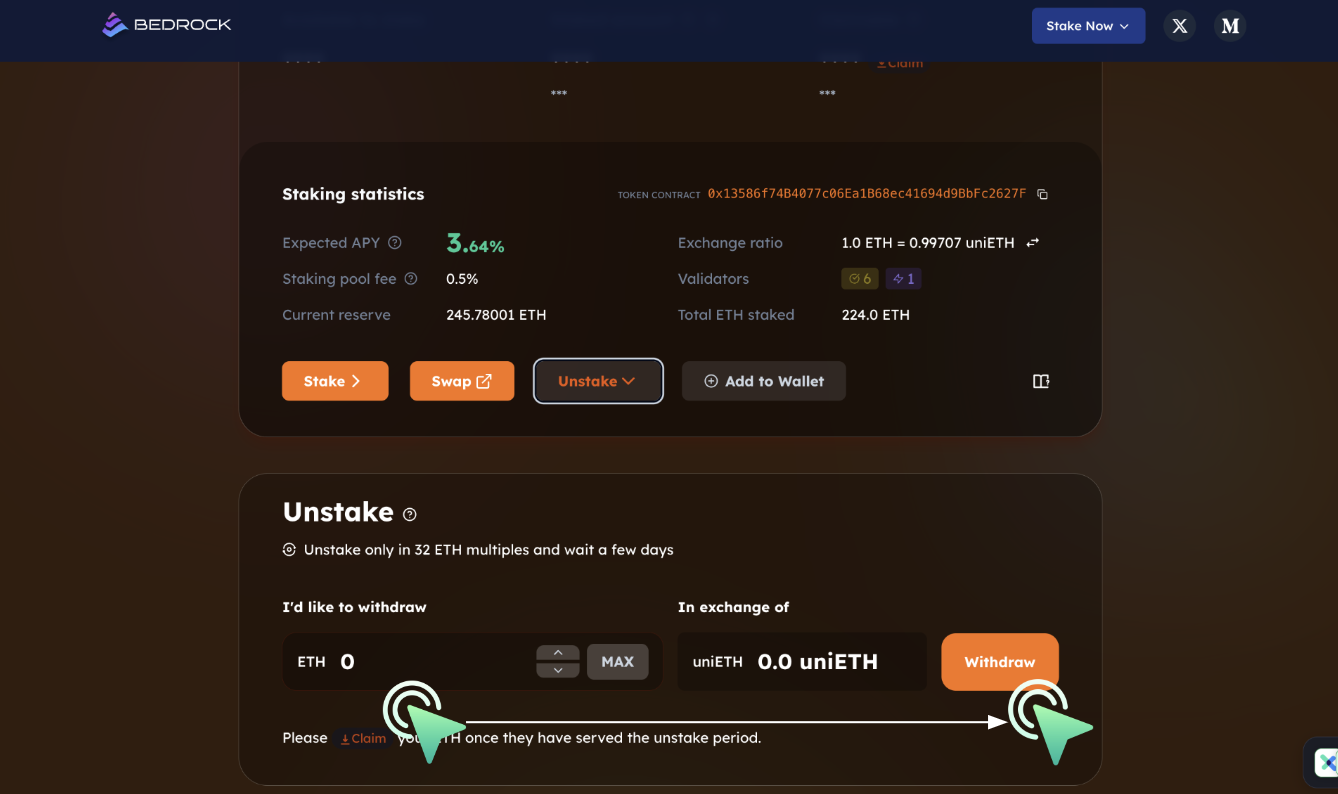 BEDROCK
Stake Now
Claim
***
***
Staking statistics
TOKEN CONTRACT 0x13586f74B4077c06Ea1B68ec41694d9BbFc2627F
Expected APY 3.64%
Exchange ratio 1.0 ETH = 0.99707 uniETH
Staking pool fee 0.5%
Validators 6 1
Current reserve 245.78001 ETH
Total ETH staked 224.0 ETH
Stake
Swap
Unstake
Add to Wallet
Unstake
Unstake only in 32 ETH multiples and wait a few days
I'd like to withdraw
In exchange of
ETH 0
MAX
uniETH 0.0 uniETH
Withdraw
Please Claim your ETH once they have served the unstake period.